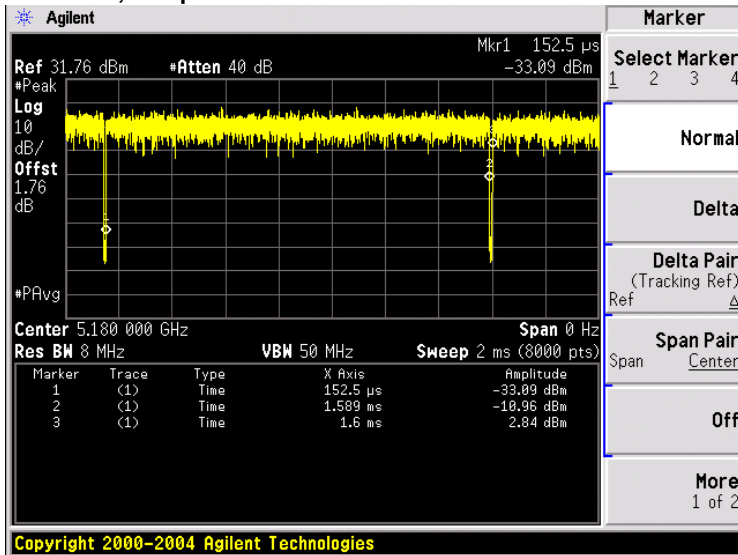 Agilent
Marker
Mkr1 152.5 µs
Ref 31.76 dBm #Atten 40 dB -33.09 dBm
#Peak
Log
10
dB/
Offst
1.76
dB
1
2
3
#PAvg
Center 5.180 000 GHz Span 0 Hz
Res BW 8 MHz VBW 50 MHz Sweep 2 ms (8000 pts)
Marker Trace Type X Axis Amplitude
1 (1) Time 152.5 µs -33.09 dBm
2 (1) Time 1.589 ms -10.96 dBm
3 (1) Time 1.6 ms 2.84 dBm
Select Marker
1 2 3 4
Normal
Delta
Delta Pair
(Tracking Ref)
Ref Δ
Span Pair
Span Center
Off
More
1 of 2
Copyright 2000-2004 Agilent Technologies